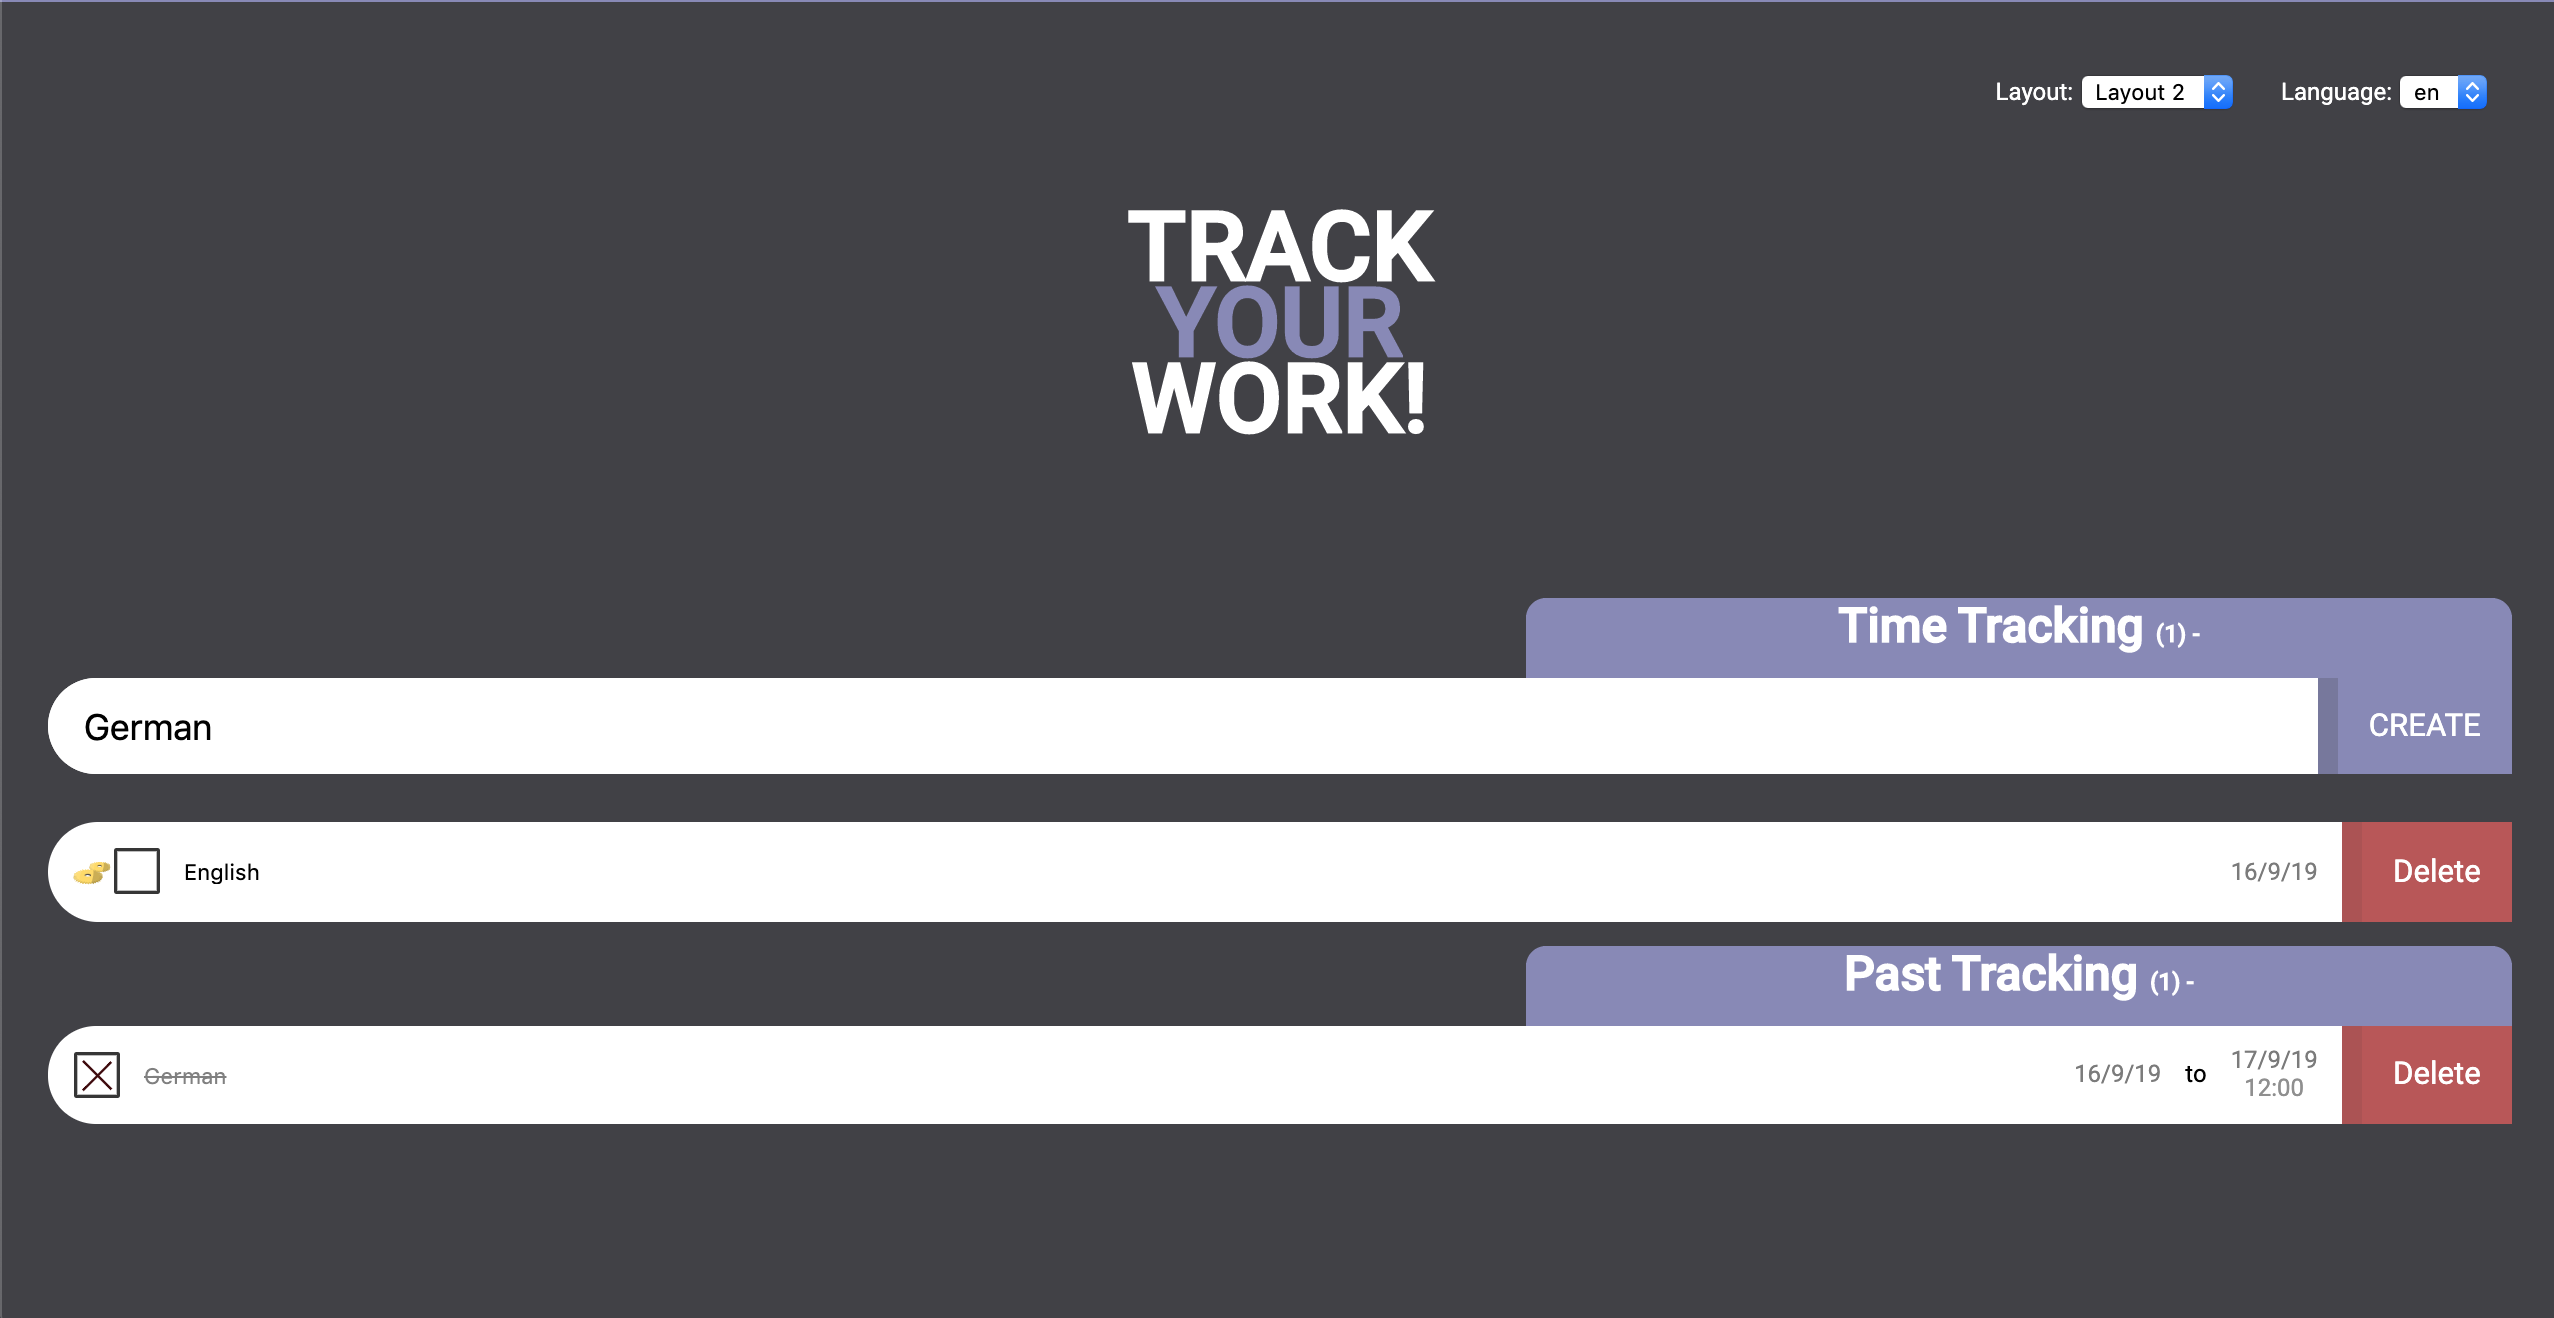 Layout: Layout 2 Language: en
TRACK
YOUR
WORK!
Time Tracking (1) -
German
CREATE
English 16/9/19 Delete
Past Tracking (1) -
German 16/9/19 to 17/9/19 12:00 Delete